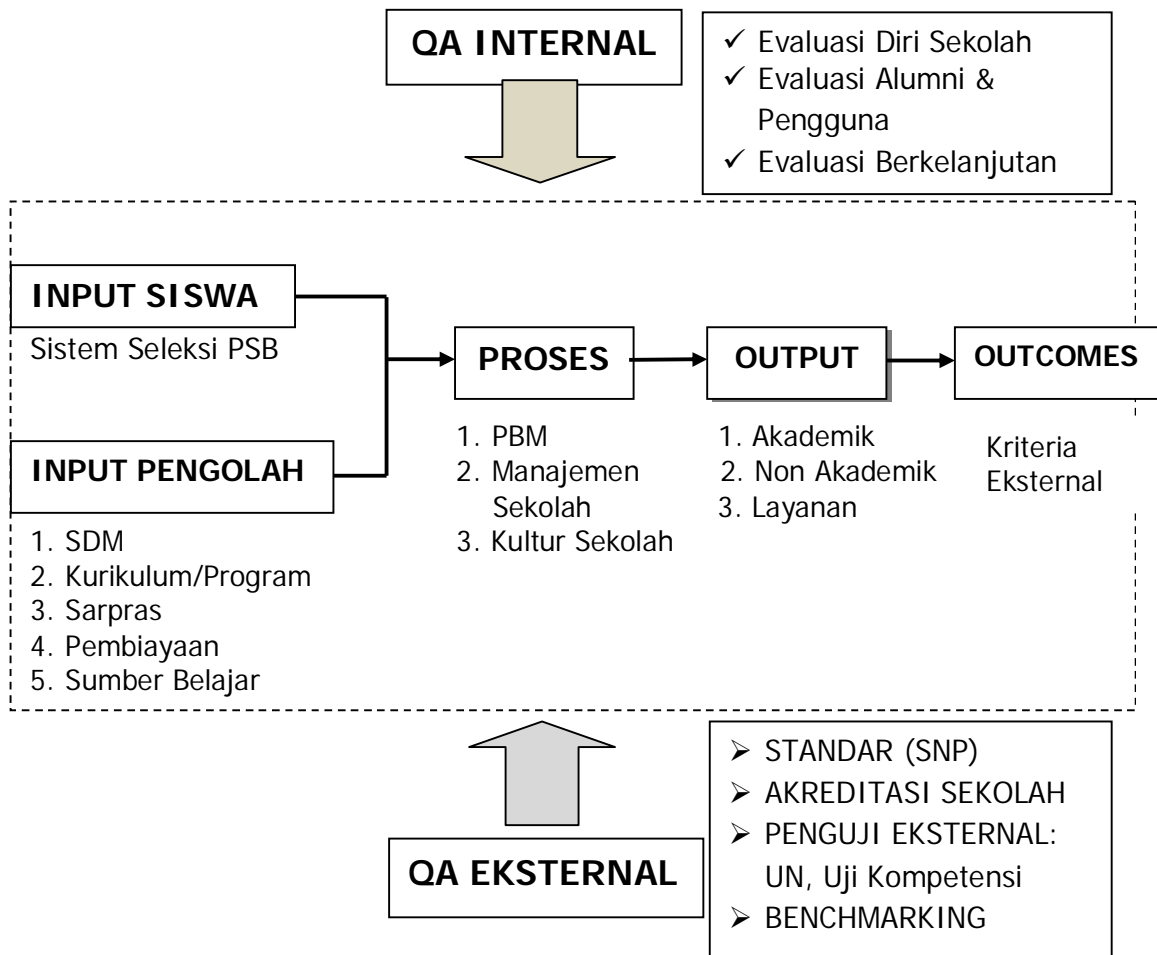 QA INTERNAL
✓ Evaluasi Diri Sekolah
✓ Evaluasi Alumni &
Pengguna
✓ Evaluasi Berkelanjutan
INPUT SISWA
Sistem Seleksi PSB
INPUT PENGOLAH
1. SDM
2. Kurikulum/Program
3. Sarpras
4. Pembiayaan
5. Sumber Belajar
PROSES
1. PBM
2. Manajemen
Sekolah
3. Kultur Sekolah
OUTPUT
1. Akademik
2. Non Akademik
3. Layanan
OUTCOMES
Kriteria
Eksternal
QA EKSTERNAL
➢ STANDAR (SNP)
➢ AKREDITASI SEKOLAH
➢ PENGUJI EKSTERNAL:
UN, Uji Kompetensi
➢ BENCHMARKING